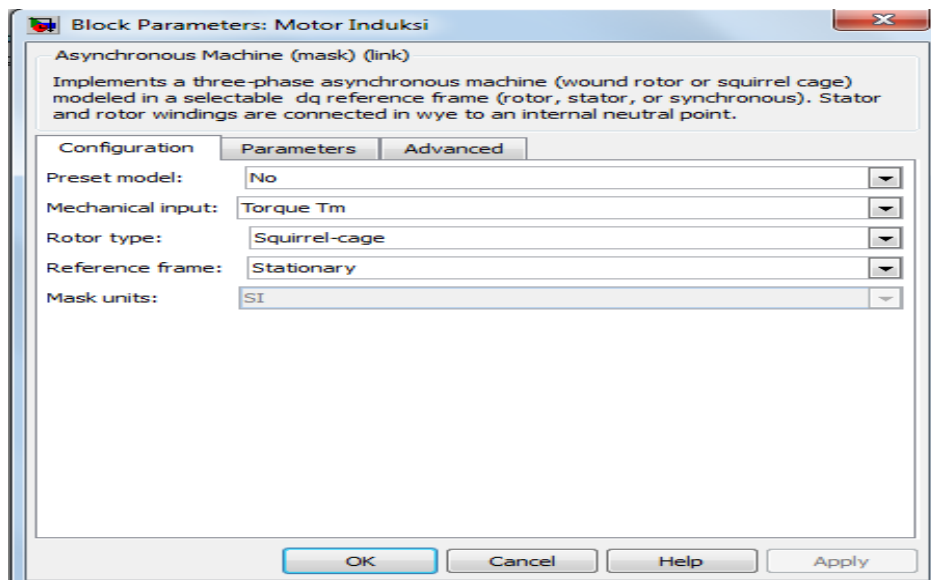 Block Parameters: Motor Induksi
Asynchronous Machine (mask) (link)
Implements a three-phase asynchronous machine (wound rotor or squirrel cage)
modeled in a selectable dq reference frame (rotor, stator, or synchronous). Stator
and rotor windings are connected in wye to an internal neutral point.
Configuration Parameters Advanced
Preset model: No
Mechanical input: Torque Tm
Rotor type: Squirrel-cage
Reference frame: Stationary
Mask units: SI
OK Cancel Help Apply